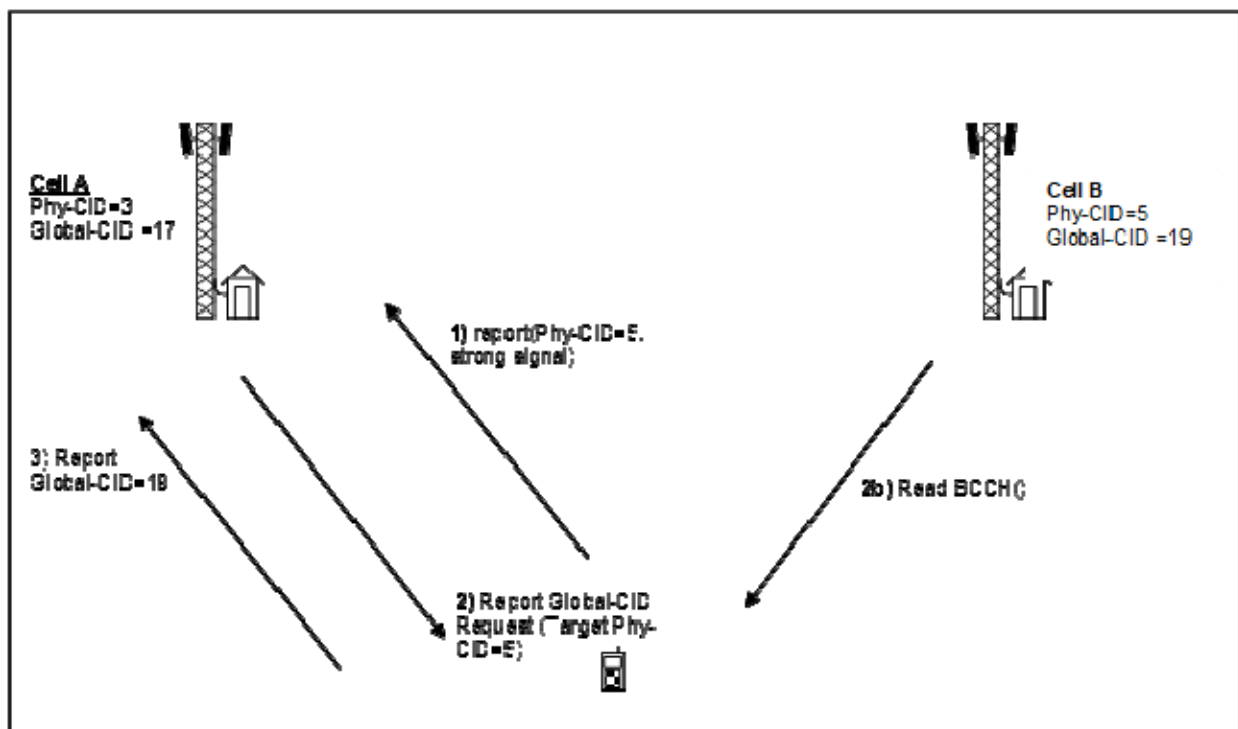 Cell A
Phy-CID=3
Global-CID =17
Cell B
Phy-CID=5
Global-CID =19
1) report(Phy-CID=5,
strong signal)
3) Report
Global-CID=19
2b) Read BCCH()
2) Report Global-CID
Request (Target Phy-
CID=5)